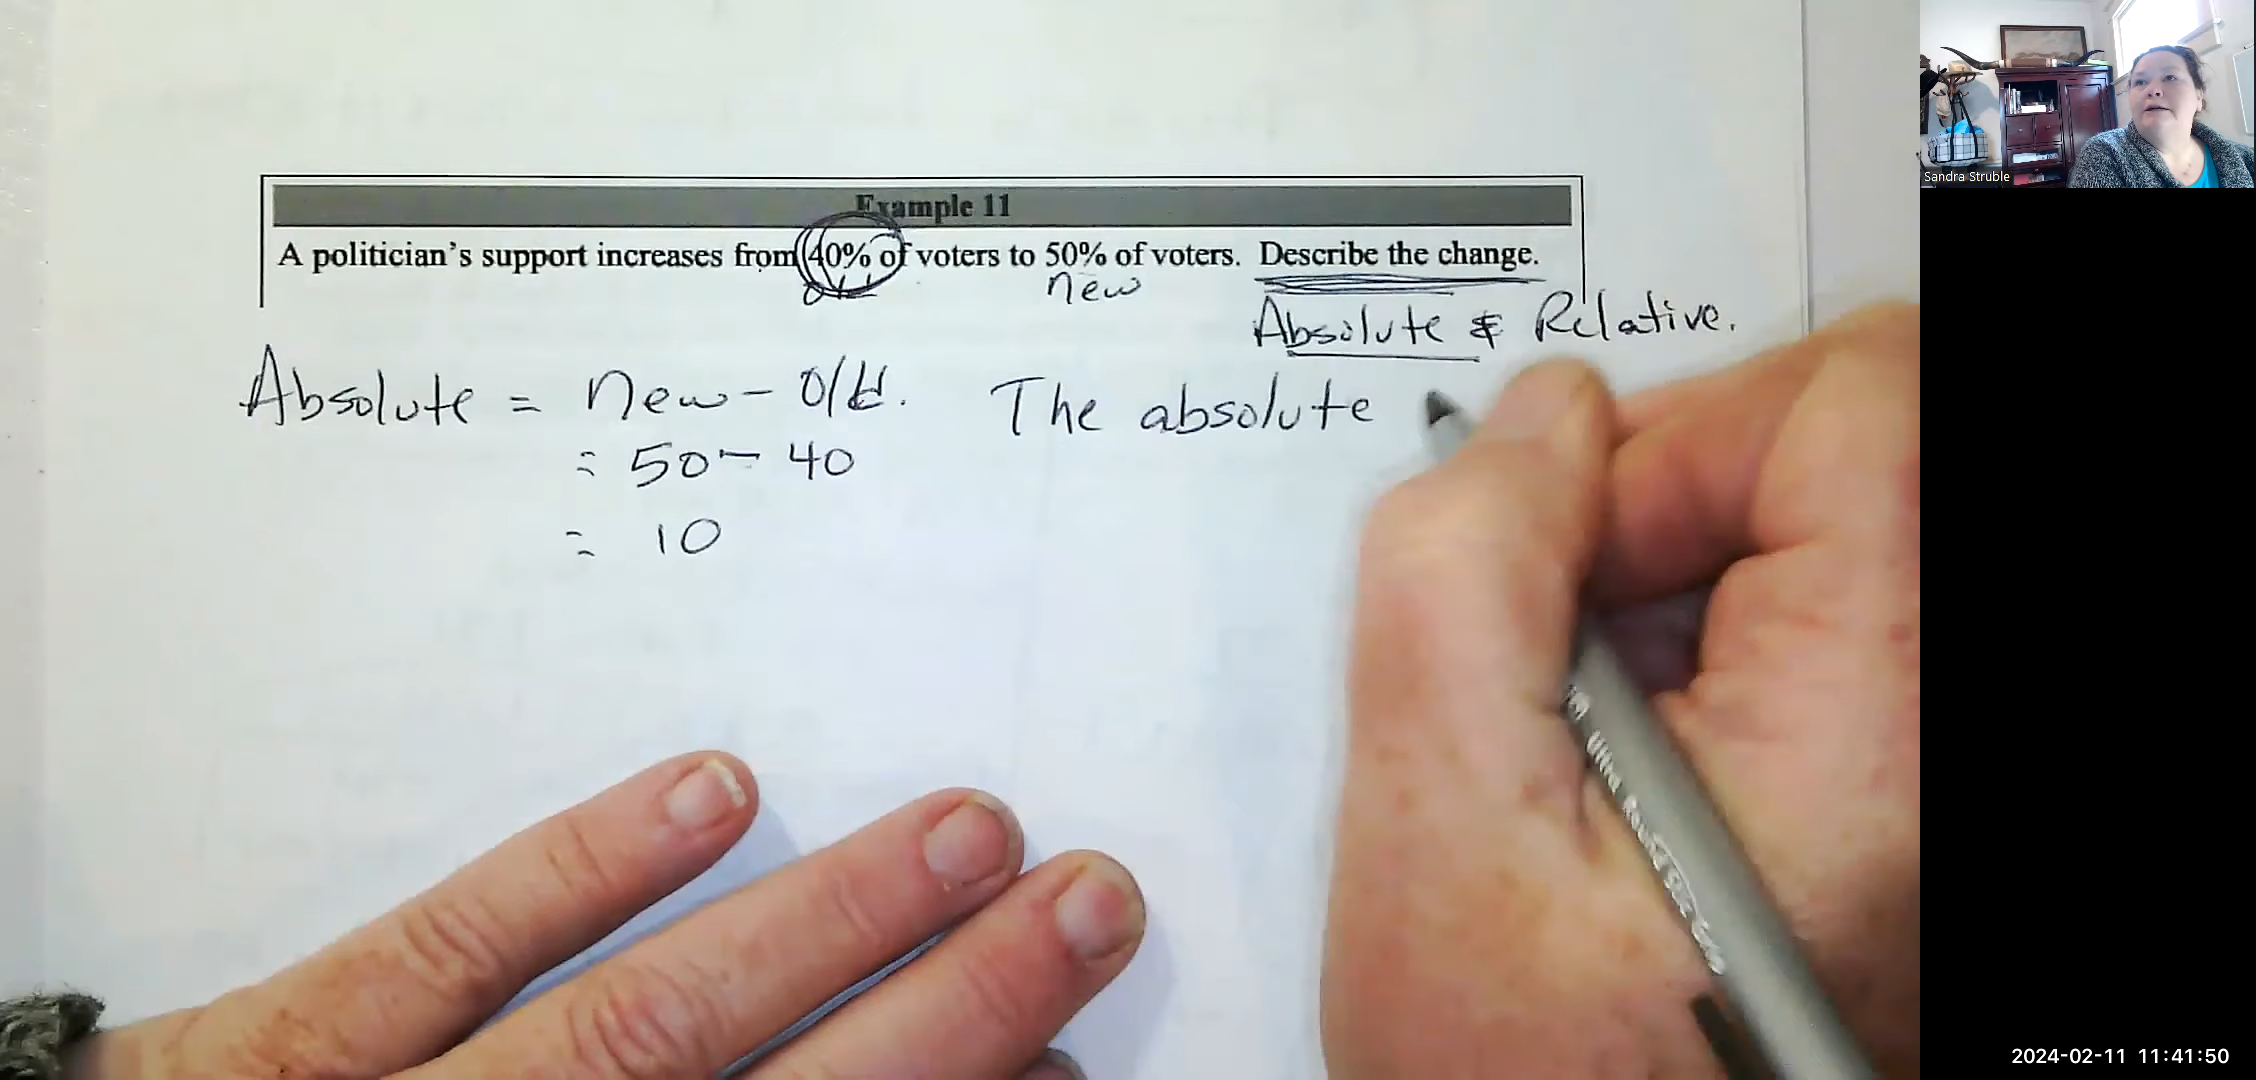 Example 11
A politician's support increases from 40% of voters to 50% of voters. Describe the change.
old
new
Absolute & Relative.
Absolute = new - old.
The absolute
= 50 - 40
= 10
Sandra Struble
2024-02-11 11:41:50